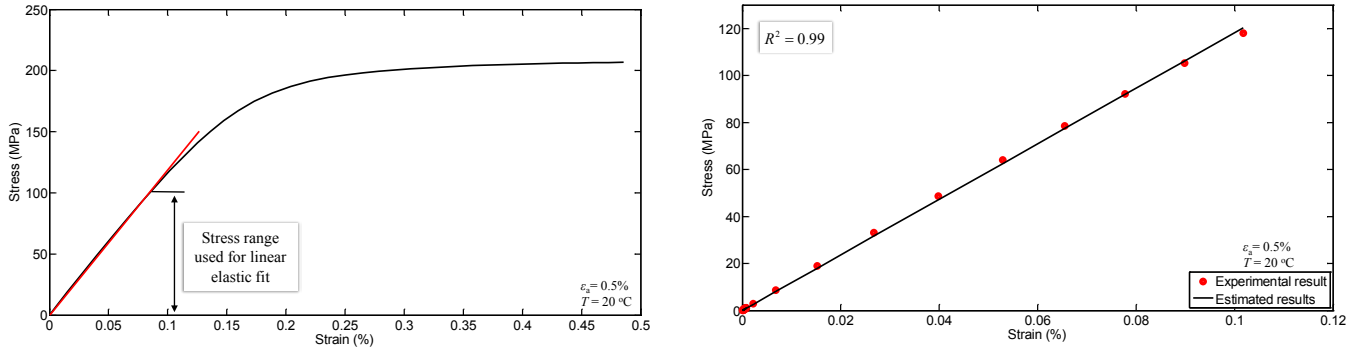 250
200
150
100
50
0
Stress (MPa)
Stress range
used for linear
elastic fit
εa= 0.5%
T = 20 °C
0 0.05 0.1 0.15 0.2 0.25 0.3 0.35 0.4 0.45 0.5
Strain (%)
R² = 0.99
120
100
80
60
40
20
0
Stress (MPa)
εa= 0.5%
T = 20 °C
Experimental result
Estimated results
0 0.02 0.04 0.06 0.08 0.1 0.12
Strain (%)